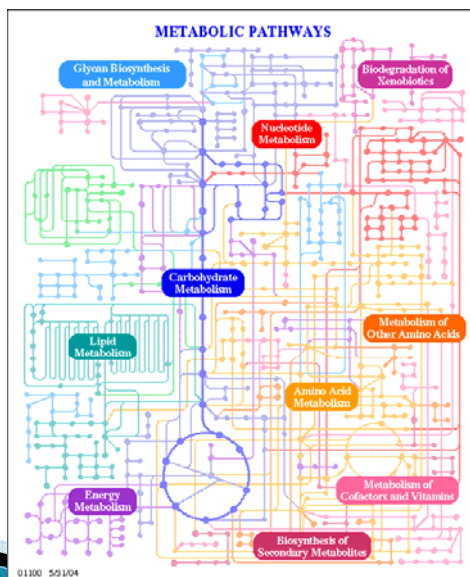 METABOLIC PATHWAYS
Glycan Biosynthesis
and Metabolism
Biodegradation of
Xenobiotics
Nucleotide
Metabolism
Carbohydrate
Metabolism
Lipid
Metabolism
Metabolism of
Other Amino Acids
Amino Acid
Metabolism
Energy
Metabolism
Metabolism of
Cofactors and Vitamins
Biosynthesis of
Secondary Metabolites
01100 5/31/04